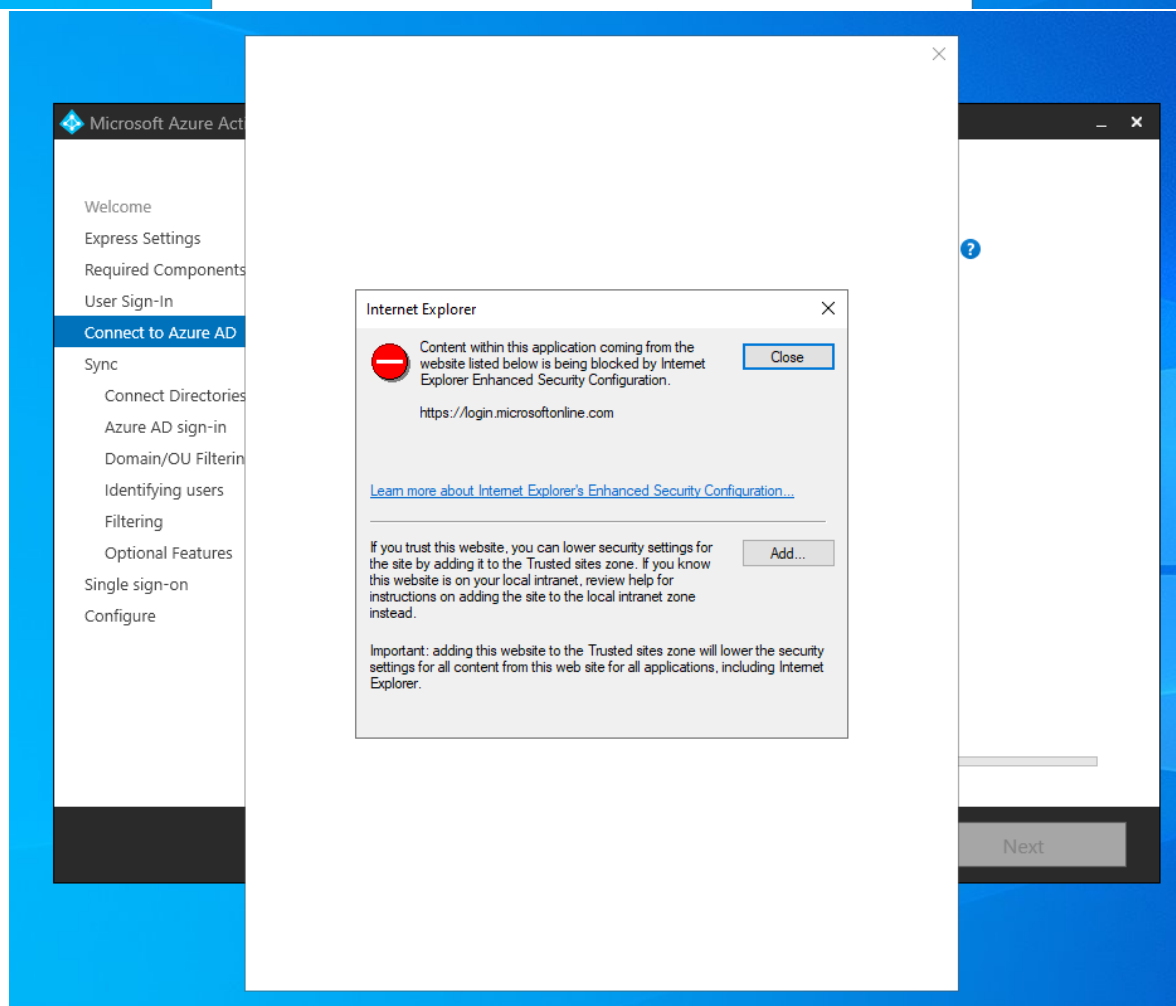 Microsoft Azure Acti
Welcome
Express Settings
Required Components
User Sign-In
Connect to Azure AD
Sync
Connect Directories
Azure AD sign-in
Domain/OU Filterin
Identifying users
Filtering
Optional Features
Single sign-on
Configure
?
Internet Explorer
Content within this application coming from the
website listed below is being blocked by Internet
Explorer Enhanced Security Configuration.
Close
https://login.microsoftonline.com
Learn more about Internet Explorer's Enhanced Security Configuration...
If you trust this website, you can lower security settings for
the site by adding it to the Trusted sites zone. If you know
this website is on your local intranet, review help for
instructions on adding the site to the local intranet zone
instead.
Add...
Important: adding this website to the Trusted sites zone will lower the security
settings for all content from this web site for all applications, including Internet
Explorer.
Next